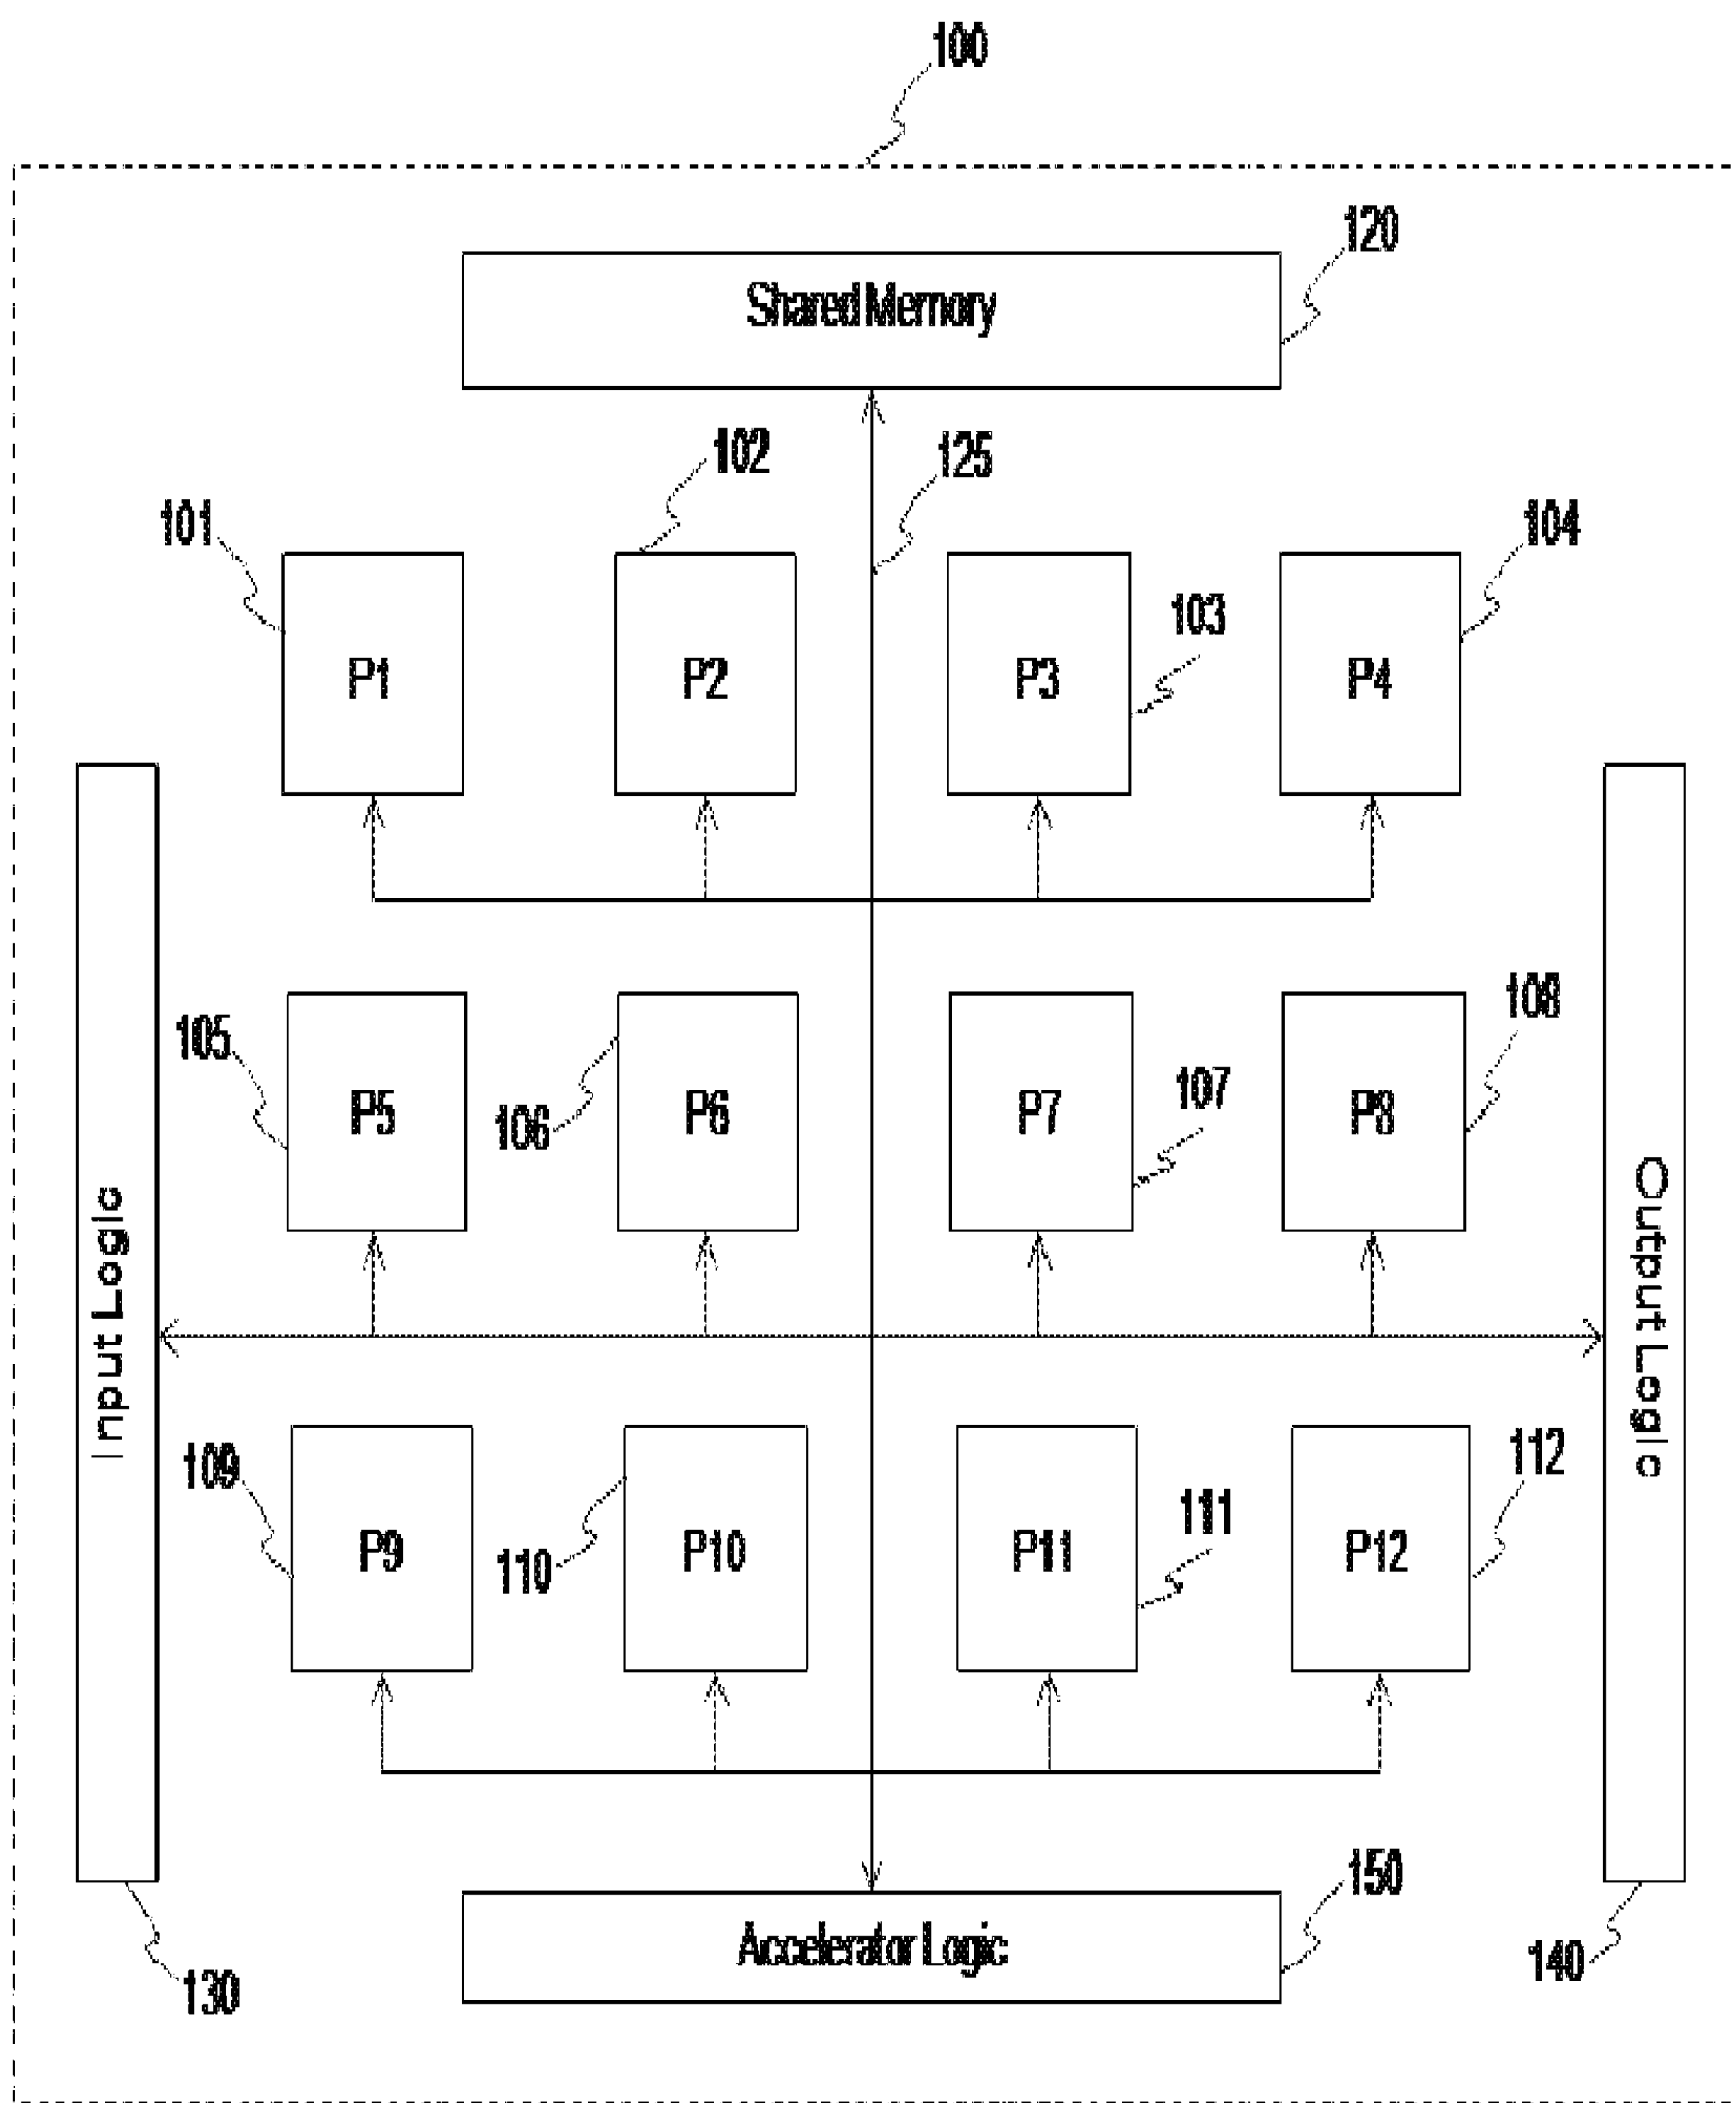 100
120
Shared Memory
102
125
101
104
103
P1
P2
P3
P4
105
106
107
108
P5
P6
P7
P8
Input Logic
Output Logic
109
110
111
112
P9
P10
P11
P12
150
Accelerator Logic
130
140